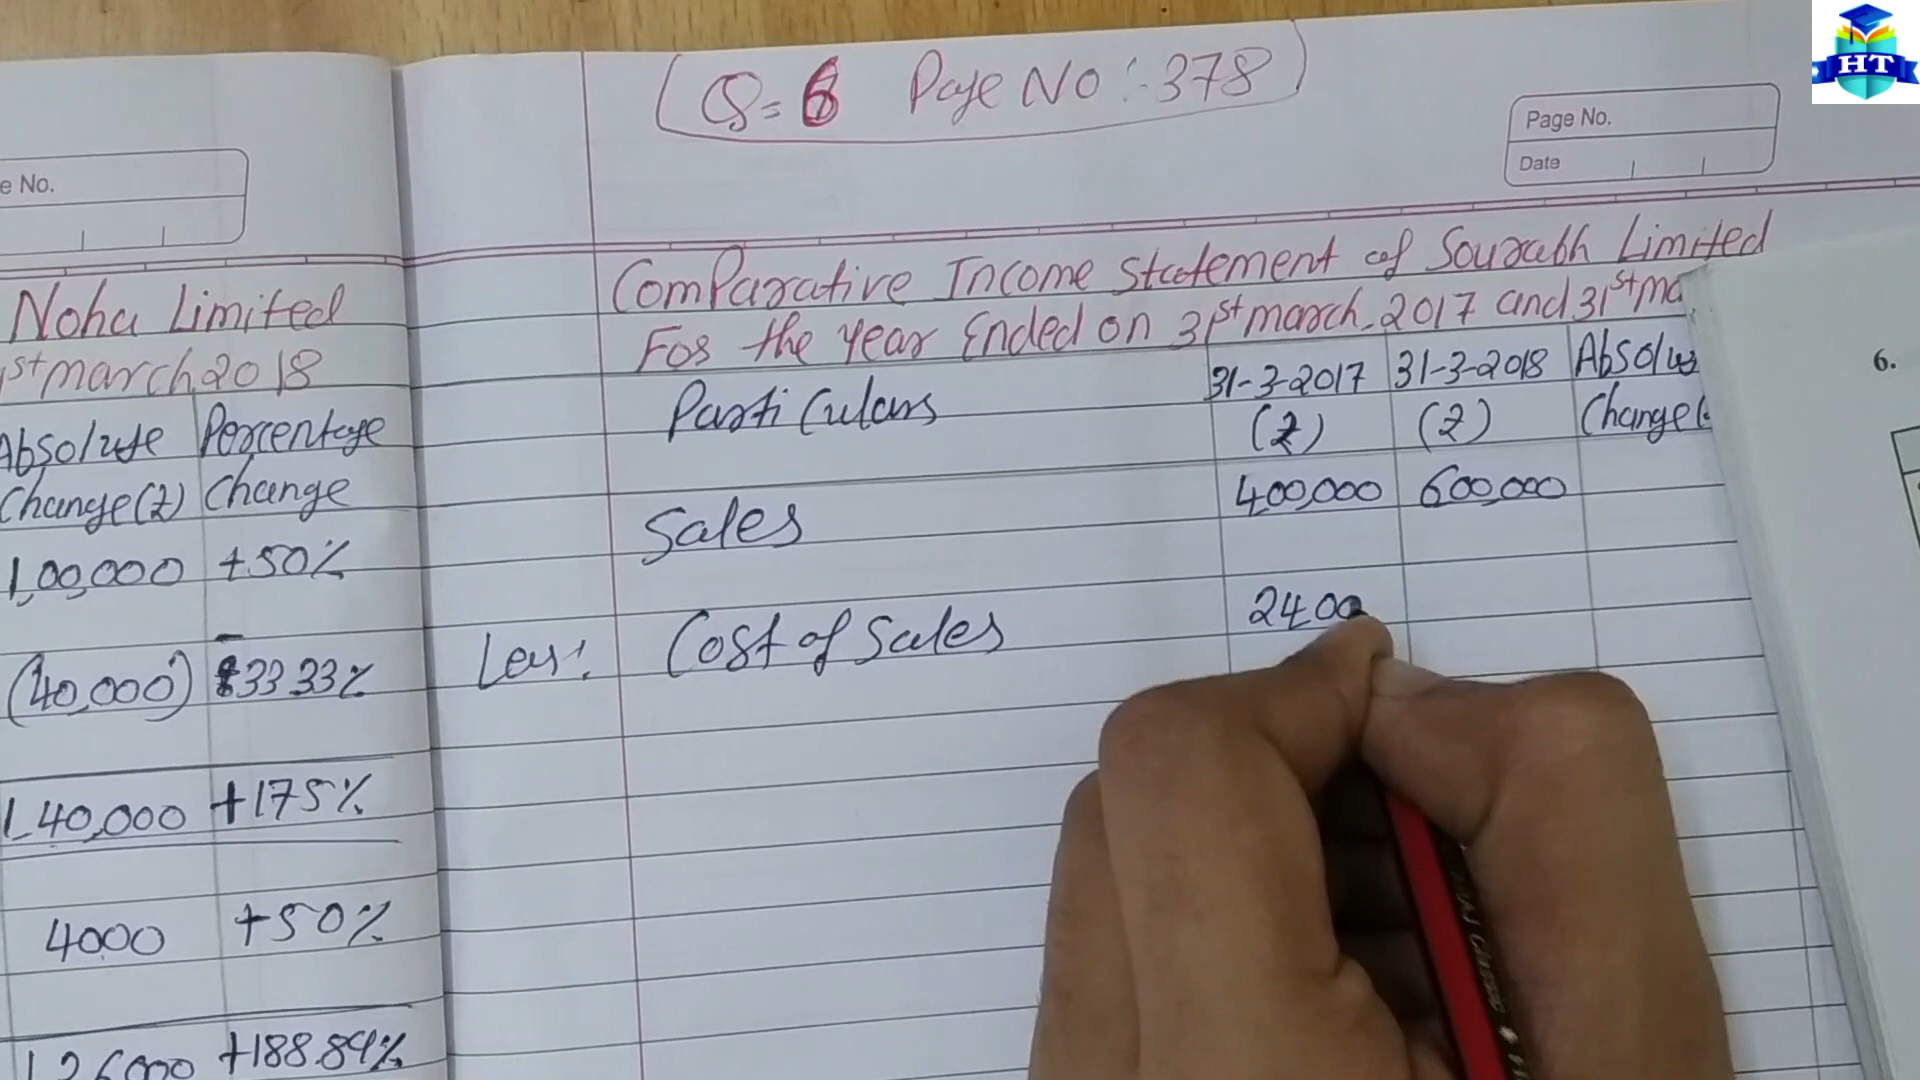 HT
Q=6 Page No:-378
Page No.
Date
e No.
Noha Limited
1st march 2018
Absolute Percentage
Change(₹) Change
1,00,000 +50%
(40,000) 33.33%
1,40,000 +175%
4000 +50%
+188.89%
Comparative Income Statement of Sourabh Limited
For the year Ended on 31st march, 2017 and 31st ma
Particulars 31-3-2017 31-3-2018 Absolu
(₹) (₹) Change(
Sales 400,000 600,000
Less: Cost of Sales 2400
6.